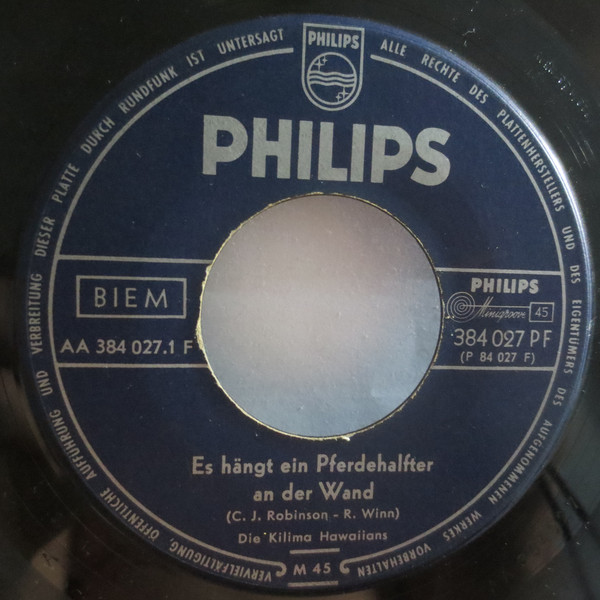 ALLE RECHTE DES PLATTENHERSTELLERS UND DES EIGENTÜMERS DES AUFGENOMMENEN WERKES VORBEHALTEN
VERVIELFÄLTIGUNG, ÖFFENTLICHE AUFFÜHRUNG UND VERBREITUNG DIESER PLATTE DURCH RUNDFUNK IST UNTERSAGT
PHILIPS
PHILIPS
BIEM
AA 384 027.1 F
PHILIPS
Minigroove 45
384 027 PF
(P 84 027 F)
Es hängt ein Pferdehalfter
an der Wand
(C. J. Robinson - R. Winn)
Die Kilima Hawaiians
M 45